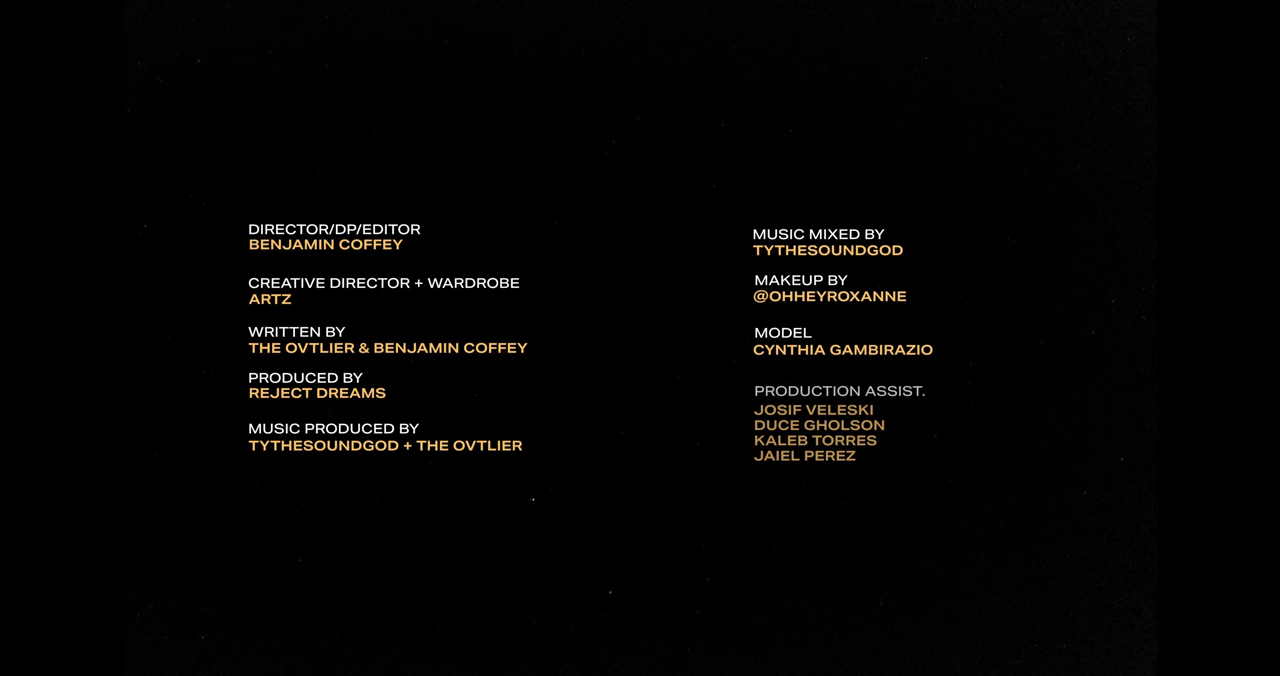 DIRECTOR/DP/EDITOR
BENJAMIN COFFEY
CREATIVE DIRECTOR + WARDROBE
ARTZ
WRITTEN BY
THE OVTLIER & BENJAMIN COFFEY
PRODUCED BY
REJECT DREAMS
MUSIC PRODUCED BY
TYTHESOUNDGOD + THE OVTLIER
MUSIC MIXED BY
TYTHESOUNDGOD
MAKEUP BY
@OHHEYROXANNE
MODEL
CYNTHIA GAMBIRAZIO
PRODUCTION ASSIST.
JOSIF VELESKI
DUCE GHOLSON
KALEB TORRES
JAIEL PEREZ